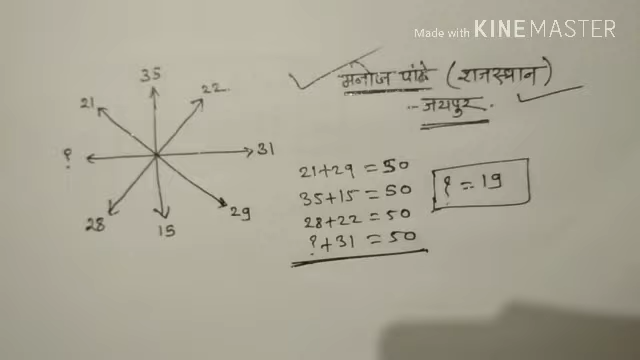 Made with KINEMASTER
मनोज पांडे (राजस्थान)
- जयपुर.
35
21
22
?
31
28
15
29
21+29 = 50
35+15 = 50
28+22 = 50
? + 31 = 50
? = 19